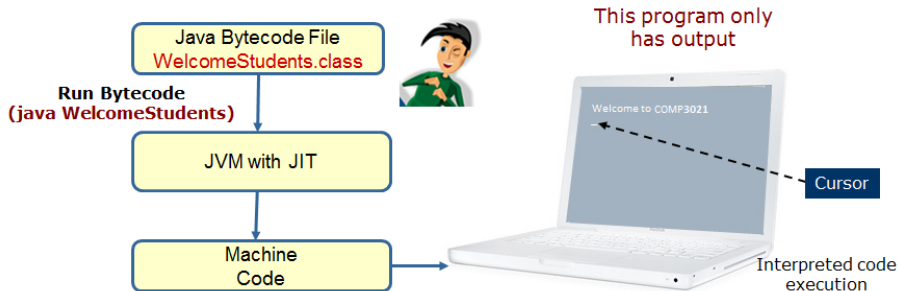 Java Bytecode File
WelcomeStudents.class
Run Bytecode
(java WelcomeStudents)
JVM with JIT
Machine
Code
This program only
has output
Welcome to COMP3021
Cursor
Interpreted code
execution